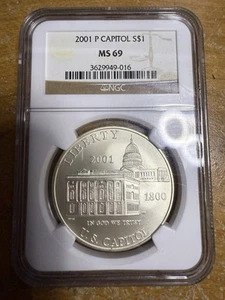 2001 P CAPITOL S$1
MS 69
3629949-016
NGC
LIBERTY
2001
1800
IN GOD WE TRUST
U.S. CAPITOL